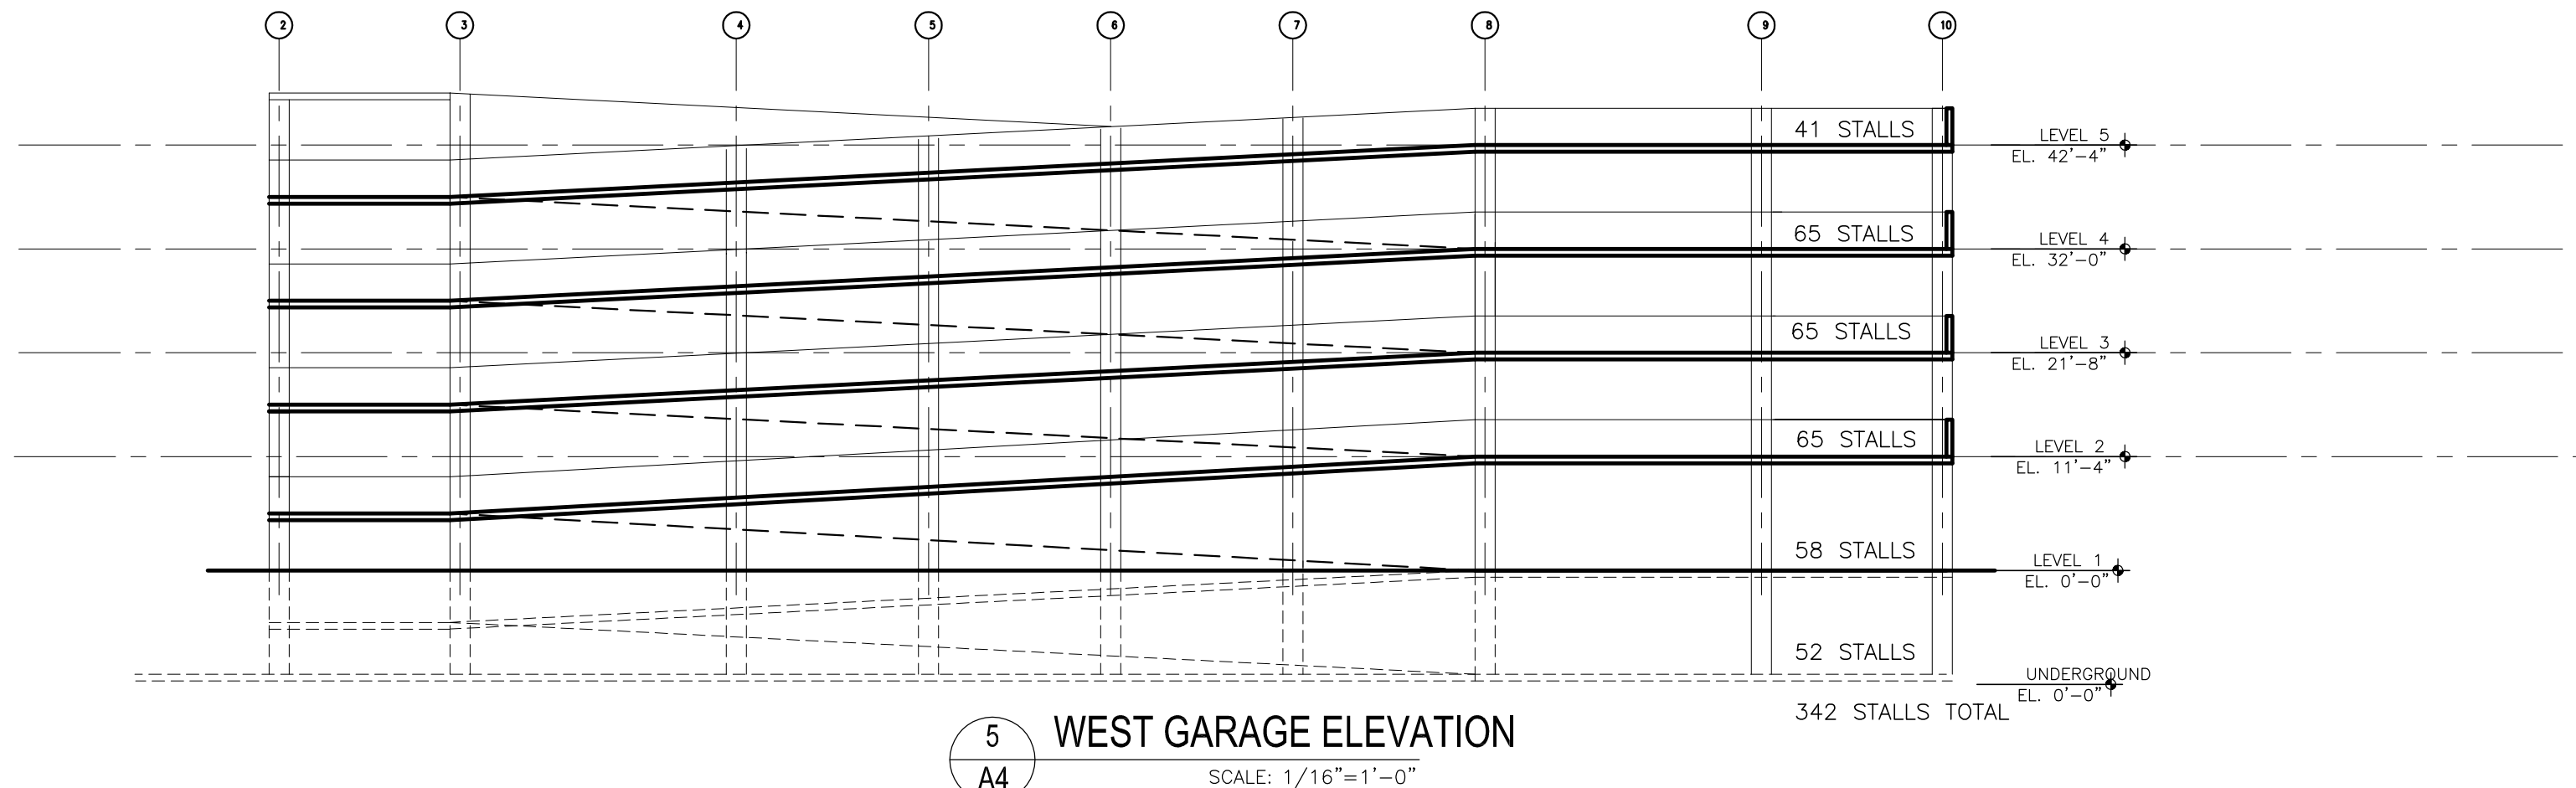 2 3 4 5 6 7 8 9 10
41 STALLS
LEVEL 5
EL. 42'-4"
65 STALLS
LEVEL 4
EL. 32'-0"
65 STALLS
LEVEL 3
EL. 21'-8"
65 STALLS
LEVEL 2
EL. 11'-4"
58 STALLS
LEVEL 1
EL. 0'-0"
52 STALLS
UNDERGROUND
EL. 0'-0"
342 STALLS TOTAL
5
WEST GARAGE ELEVATION
A4
SCALE: 1/16"=1'-0"